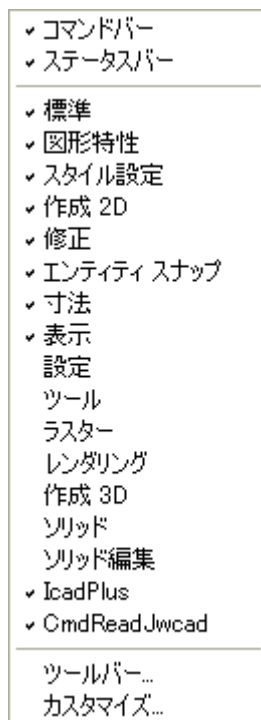 コマンドバー
ステータスバー
標準
図形特性
スタイル設定
作成 2D
修正
エンティティ スナップ
寸法
表示
設定
ツール
ラスター
レンダリング
作成 3D
ソリッド
ソリッド編集
IcadPlus
CmdReadJwcad
ツールバー...
カスタマイズ...